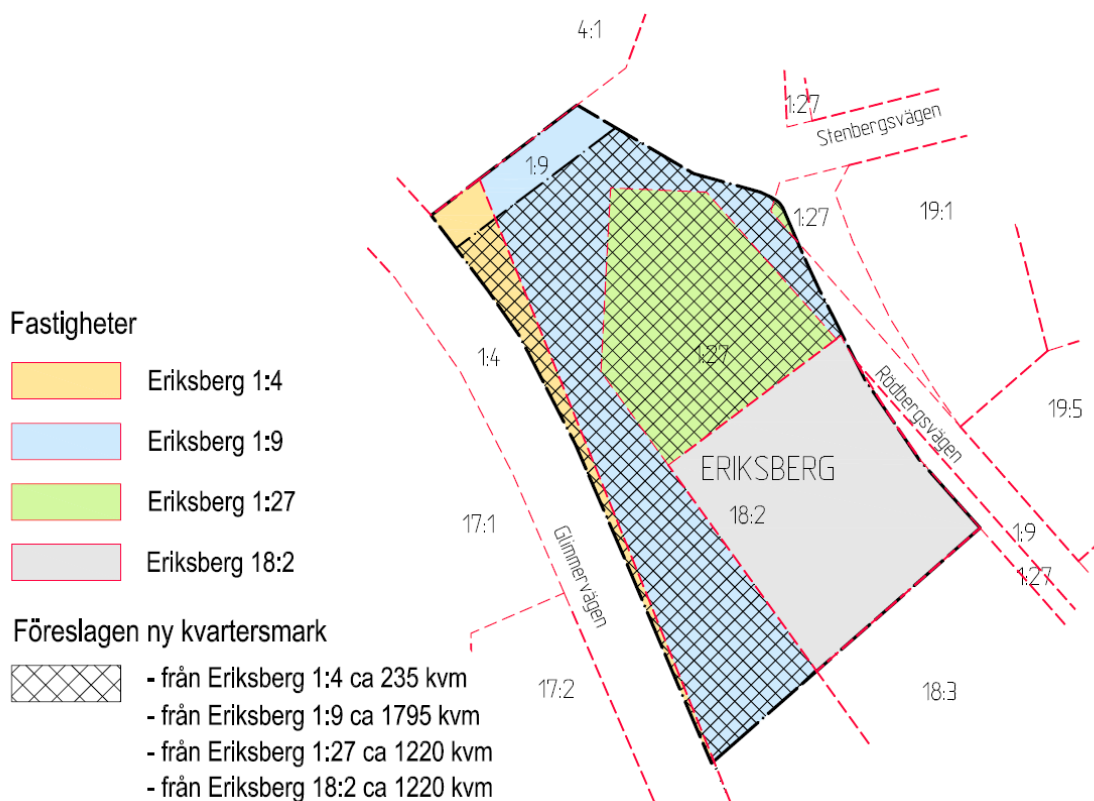 4:1
1:27
Stenbergsvägen
1:9
1:27
19:1
Fastigheter
1:4
1:27
Rödbergsvägen
19:5
Eriksberg 1:4
Eriksberg 1:9
ERIKSBERG
Eriksberg 1:27
18:2
17:1
Glimmervägen
1:9
Eriksberg 18:2
1:27
Föreslagen ny kvartersmark
- från Eriksberg 1:4 ca 235 kvm
17:2
18:3
- från Eriksberg 1:9 ca 1795 kvm
- från Eriksberg 1:27 ca 1220 kvm
- från Eriksberg 18:2 ca 1220 kvm